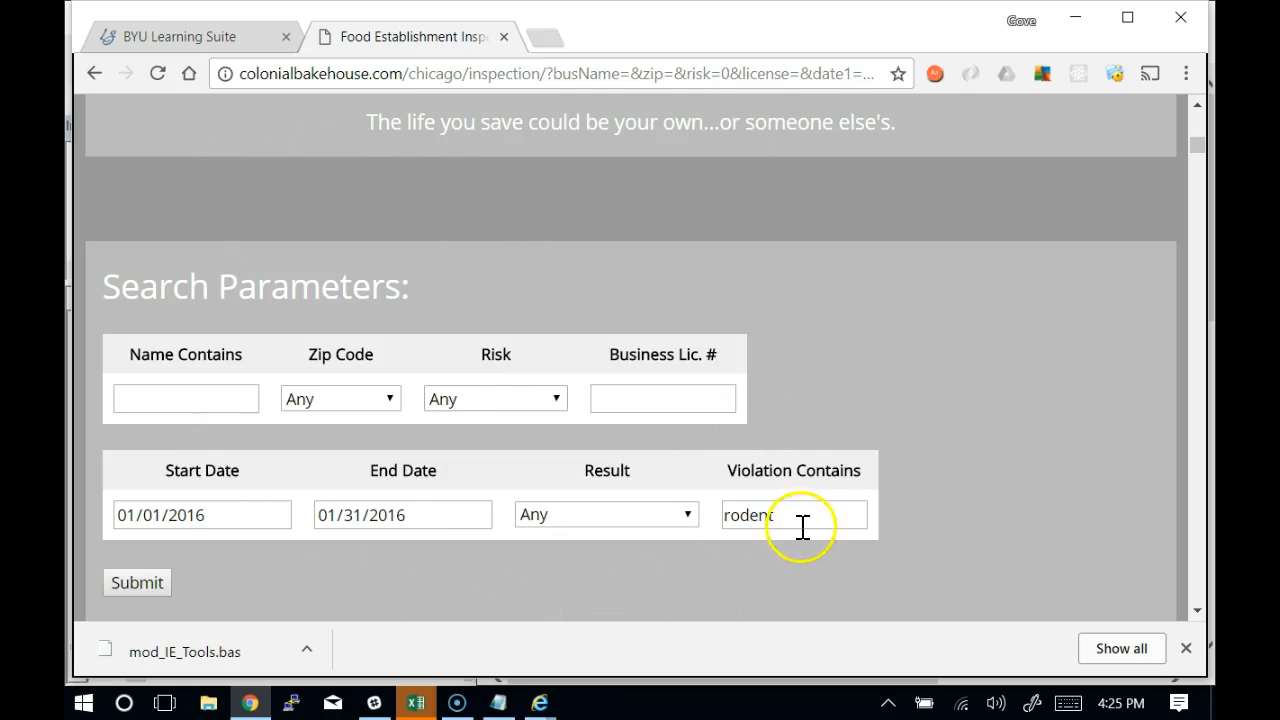 Cove
BYU Learning Suite
Food Establishment Insp
colonialbakehouse.com/chicago/inspection/?busName=&zip=&risk=0&license=&date1=...
The life you save could be your own...or someone else's.
Search Parameters:
Name Contains Zip Code Risk Business Lic. #
Any Any
Start Date End Date Result Violation Contains
01/01/2016 01/31/2016 Any rodent
Submit
mod_IE_Tools.bas Show all
4:25 PM